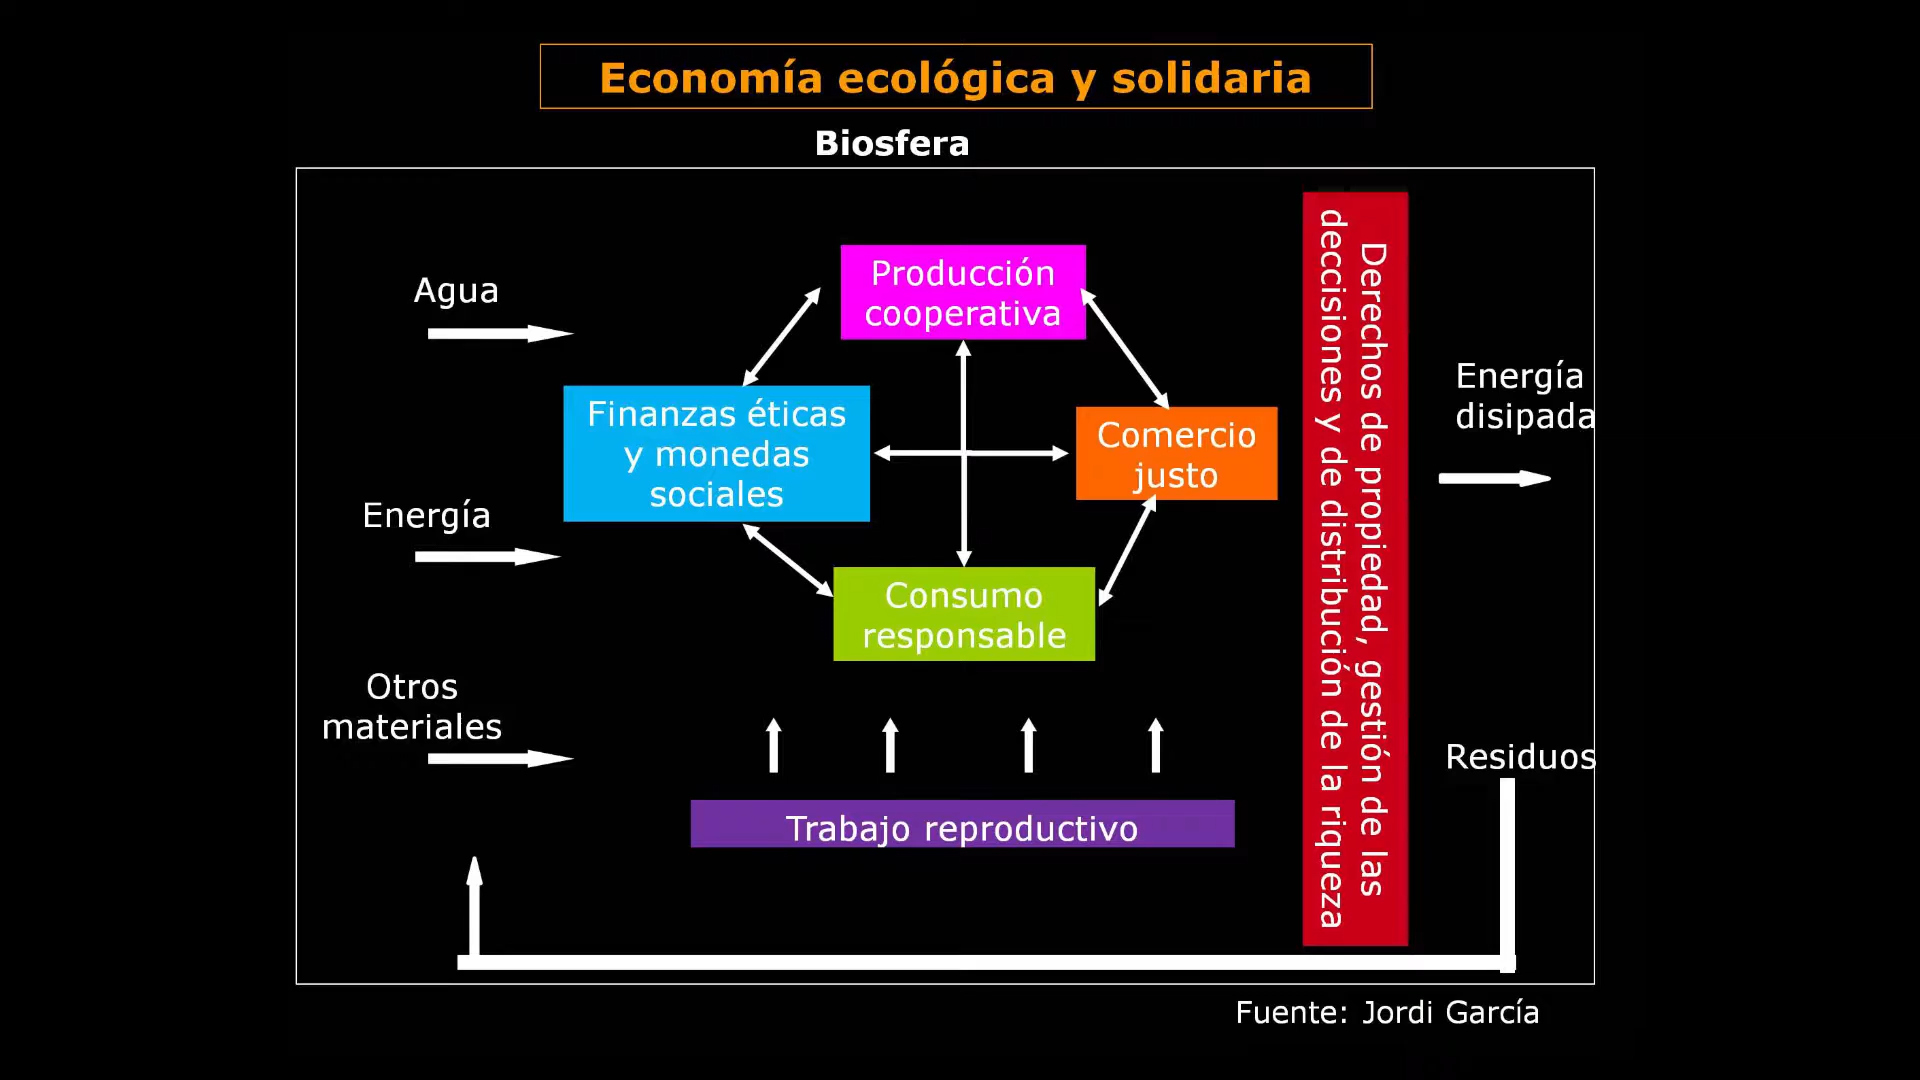 Economía ecológica y solidaria
Biosfera
Agua
Energía
Otros
materiales
Producción
cooperativa
Finanzas éticas
y monedas
sociales
Comercio
justo
Consumo
responsable
Trabajo reproductivo
Derechos de propiedad, gestión de las
deccisiones y de distribución de la riqueza
Energía
disipada
Residuos
Fuente: Jordi García